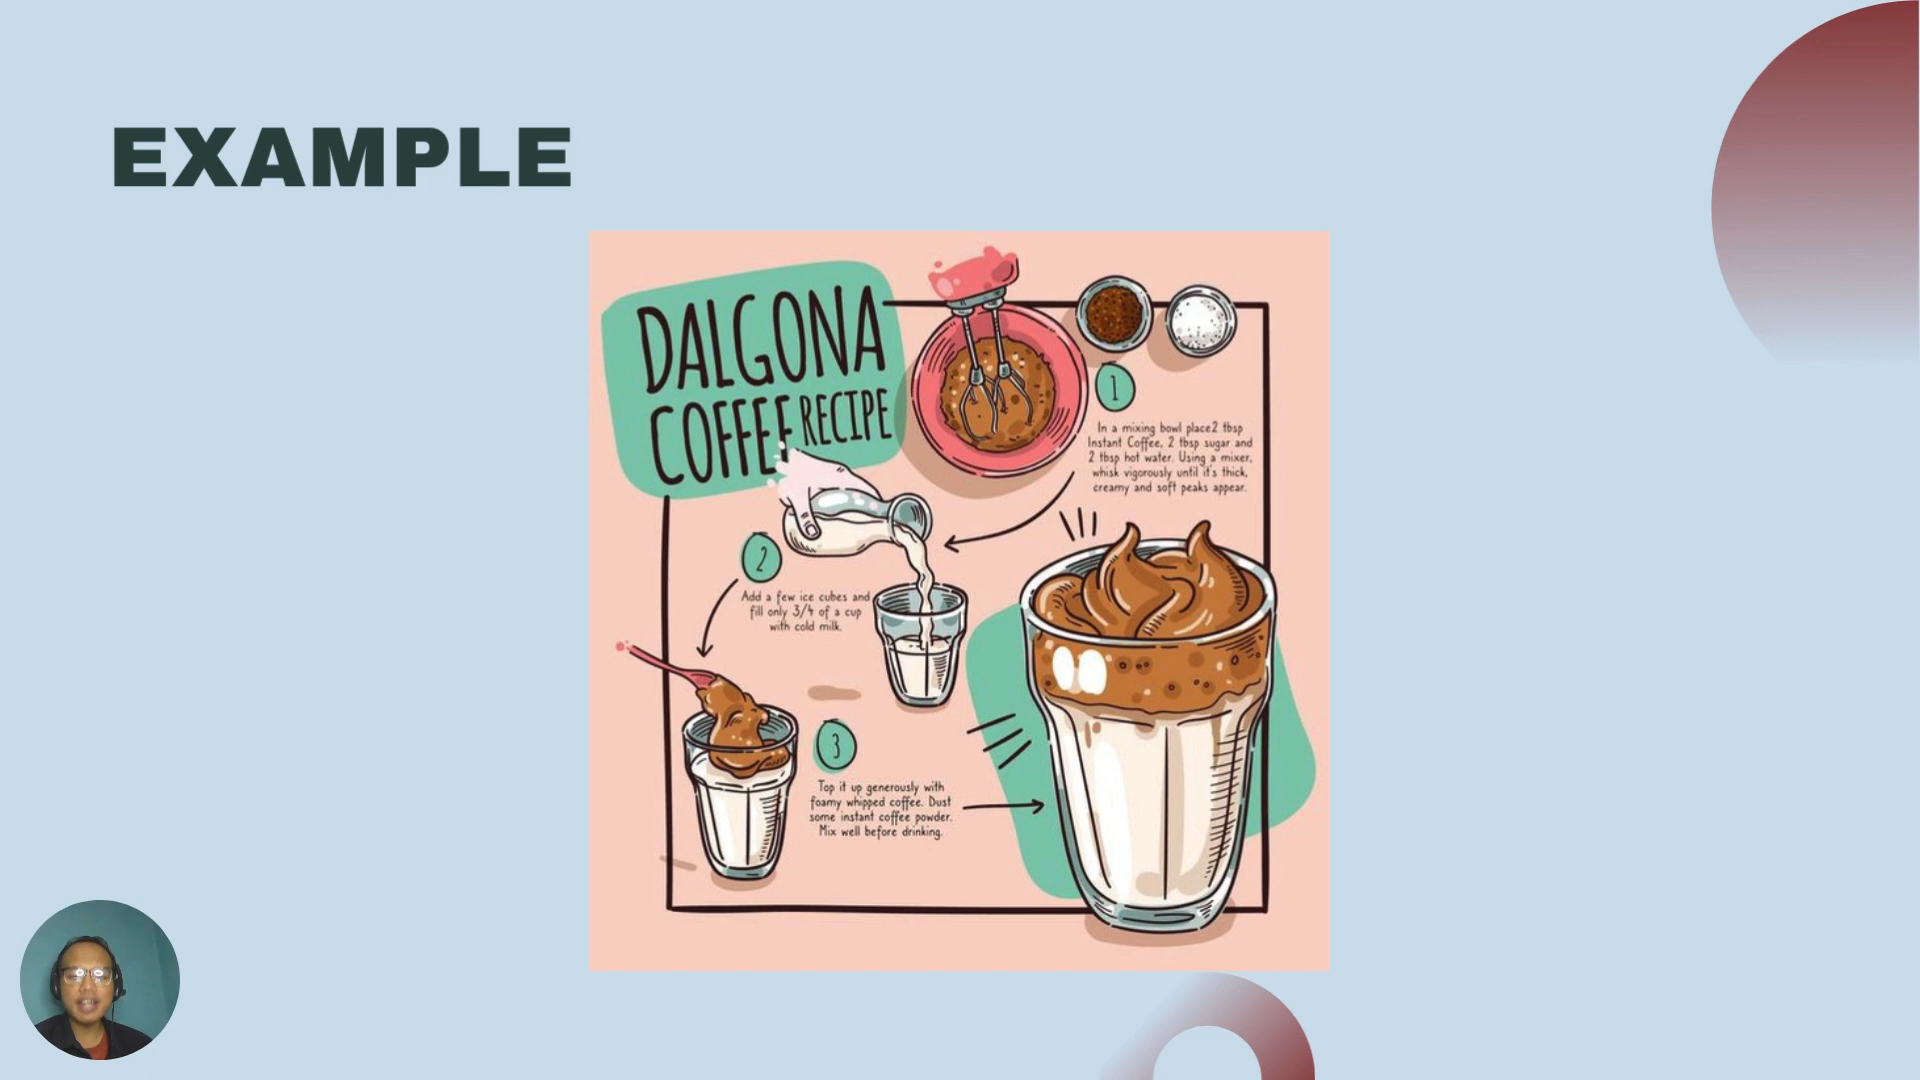 EXAMPLE
DALGONA
COFFEE RECIPE
1
In a mixing bowl place2 tbsp
Instant Coffee, 2 tbsp sugar and
2 tbsp hot water. Using a mixer,
whisk vigorously until it's thick,
creamy and soft peaks appear.
2
Add a few ice cubes and
fill only 3/4 of a cup
with cold milk.
3
Top it up generously with
foamy whipped coffee. Dust
some instant coffee powder.
Mix well before drinking.